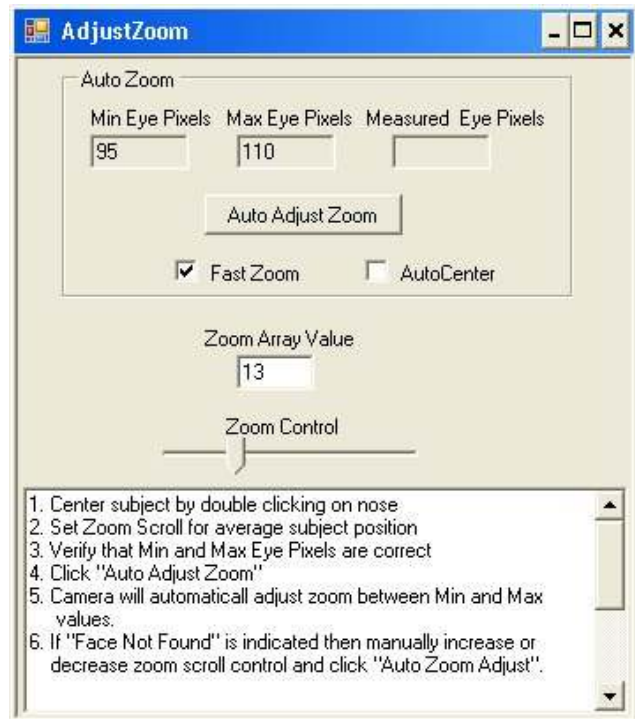 AdjustZoom
Auto Zoom
Min Eye Pixels Max Eye Pixels Measured Eye Pixels
95 110
Auto Adjust Zoom
Fast Zoom AutoCenter
Zoom Array Value
13
Zoom Control
1. Center subject by double clicking on nose
2. Set Zoom Scroll for average subject position
3. Verify that Min and Max Eye Pixels are correct
4. Click "Auto Adjust Zoom"
5. Camera will automaticall adjust zoom between Min and Max
values.
6. If "Face Not Found" is indicated then manually increase or
decrease zoom scroll control and click "Auto Zoom Adjust".